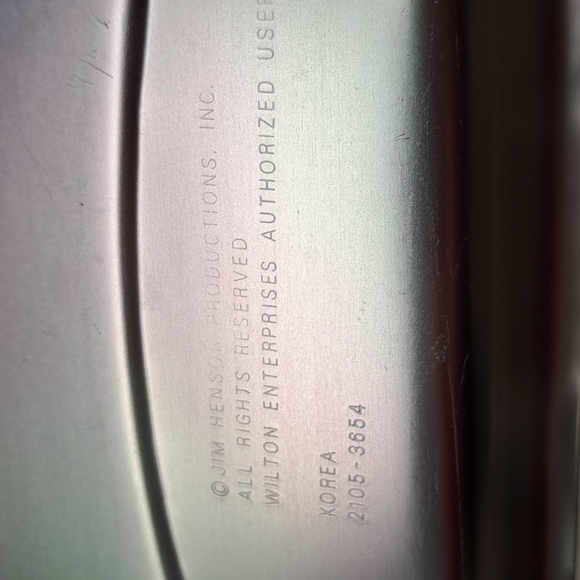 © JIM HENSON PRODUCTIONS, INC.
ALL RIGHTS RESERVED
WILTON ENTERPRISES AUTHORIZED USER
KOREA
2105-3654